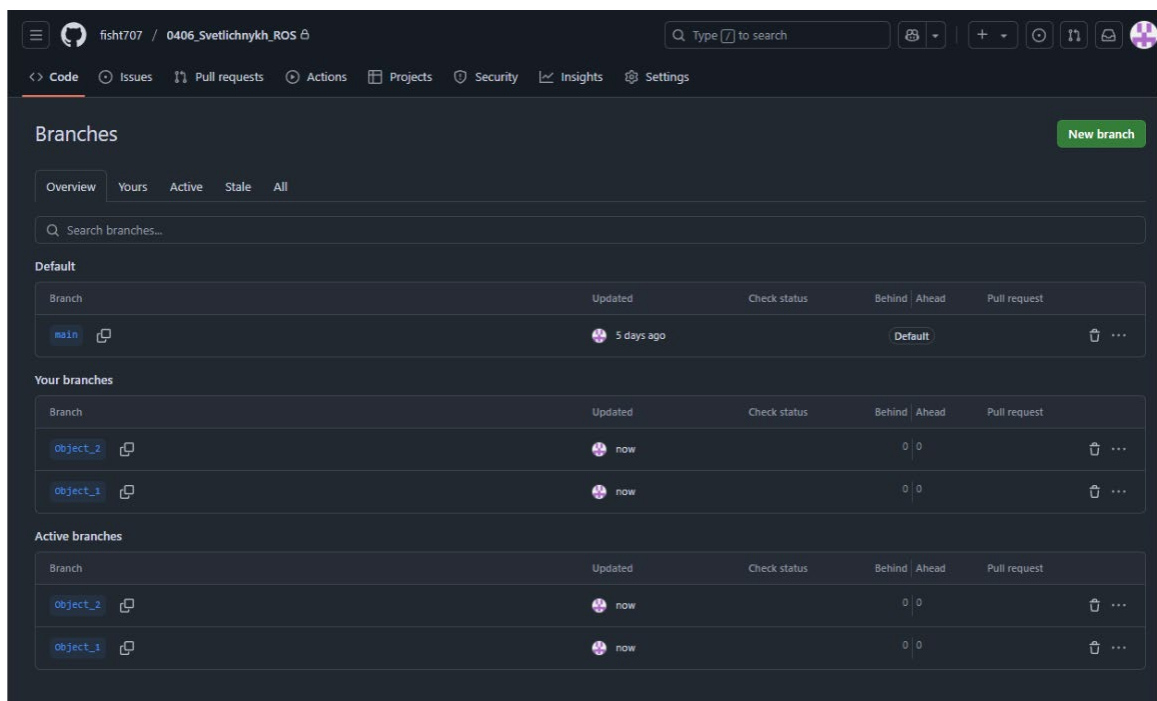 fisht707 / 0406_Svetlichnykh_ROS
Type / to search
Code Issues Pull requests Actions Projects Security Insights Settings
Branches
New branch
Overview Yours Active Stale All
Search branches...
Default
Branch Updated Check status Behind Ahead Pull request
main 5 days ago Default
Your branches
Branch Updated Check status Behind Ahead Pull request
Object_2 now 0 0
Object_1 now 0 0
Active branches
Branch Updated Check status Behind Ahead Pull request
Object_2 now 0 0
Object_1 now 0 0